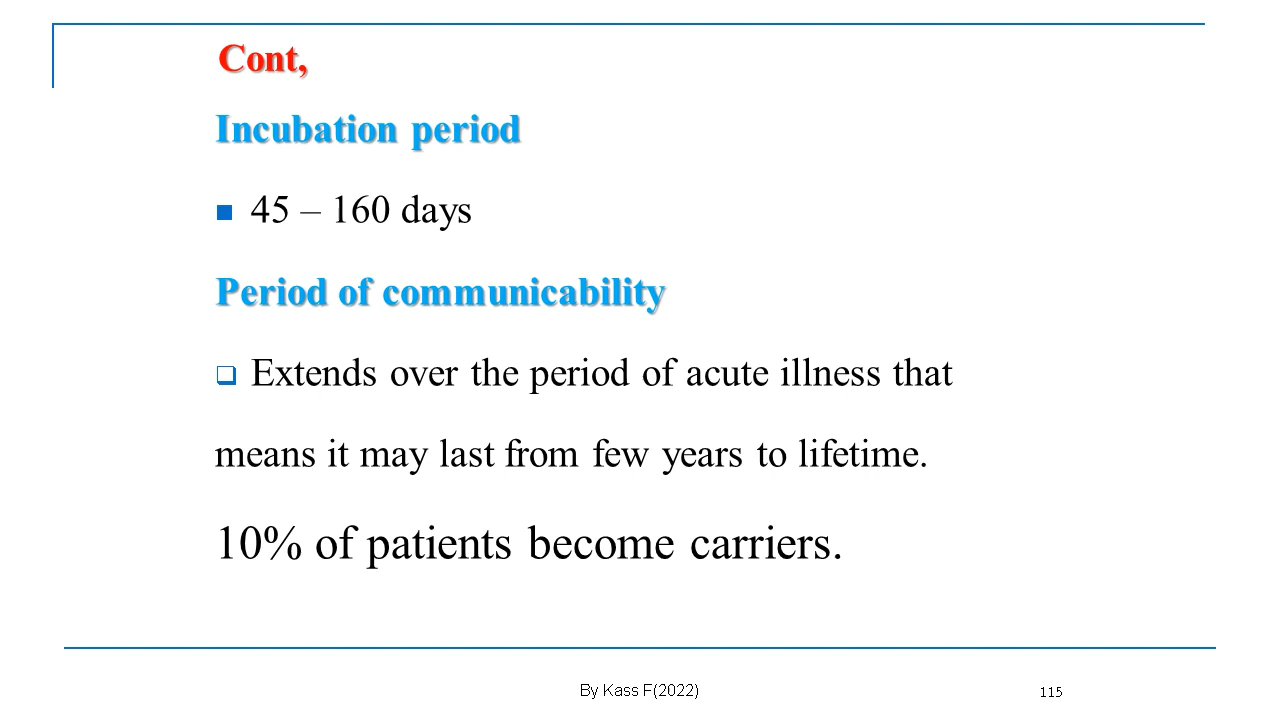 Cont,
Incubation period
■ 45 – 160 days
Period of communicability
❑ Extends over the period of acute illness that
means it may last from few years to lifetime.
10% of patients become carriers.
By Kass F(2022)
115